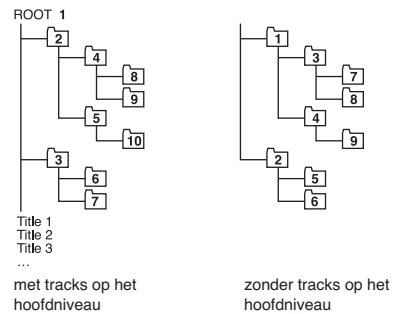 ROOT 1
2
4
8
9
5
10
3
6
7
Title 1
Title 2
Title 3
...
met tracks op het
hoofdniveau
1
3
7
8
4
9
2
5
6
zonder tracks op het
hoofdniveau